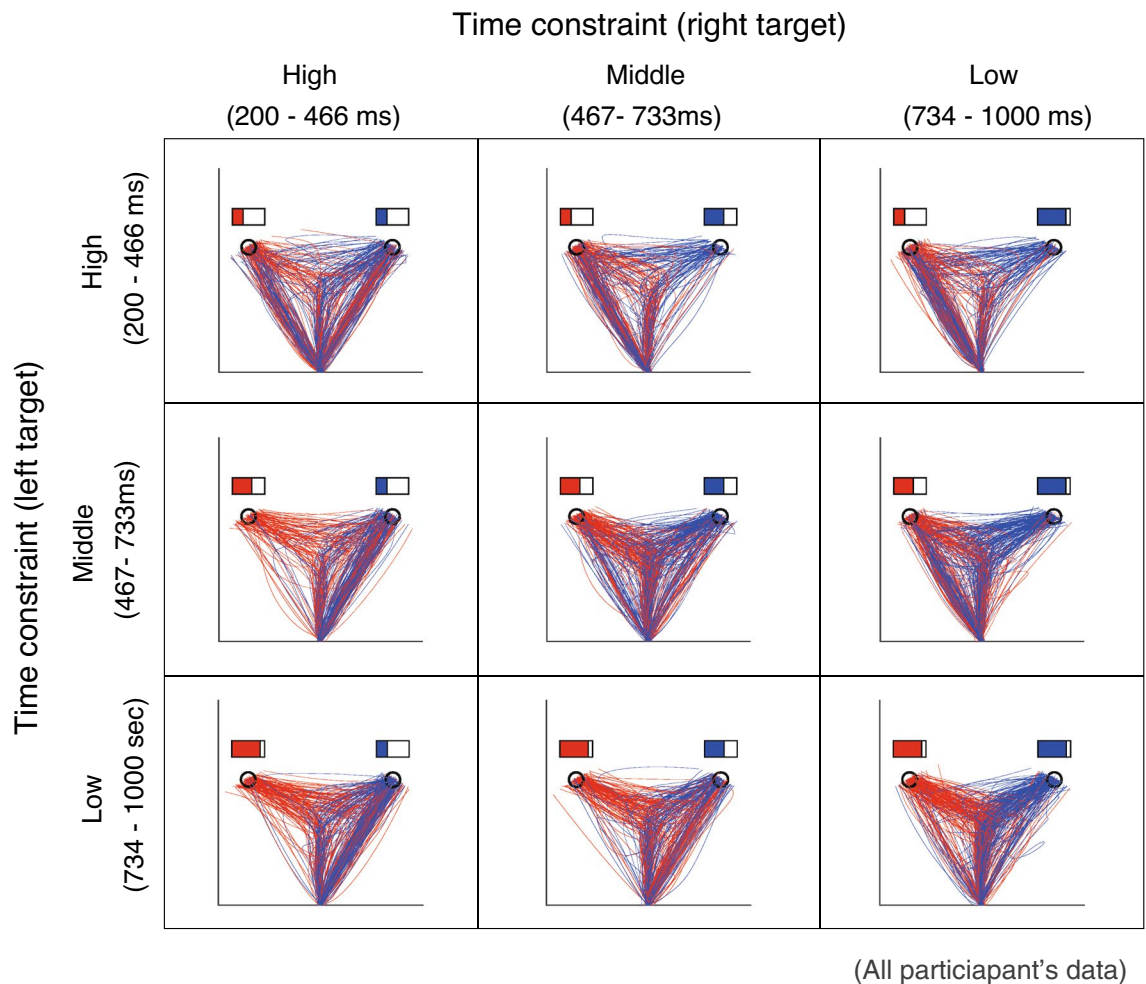 Time constraint (right target)
High
Middle
Low
(200 - 466 ms)
(467- 733ms)
(734 - 1000 ms)
Time constraint (left target)
High
(200 - 466 ms)
Middle
(467- 733ms)
Low
(734 - 1000 sec)
(All particiapant's data)